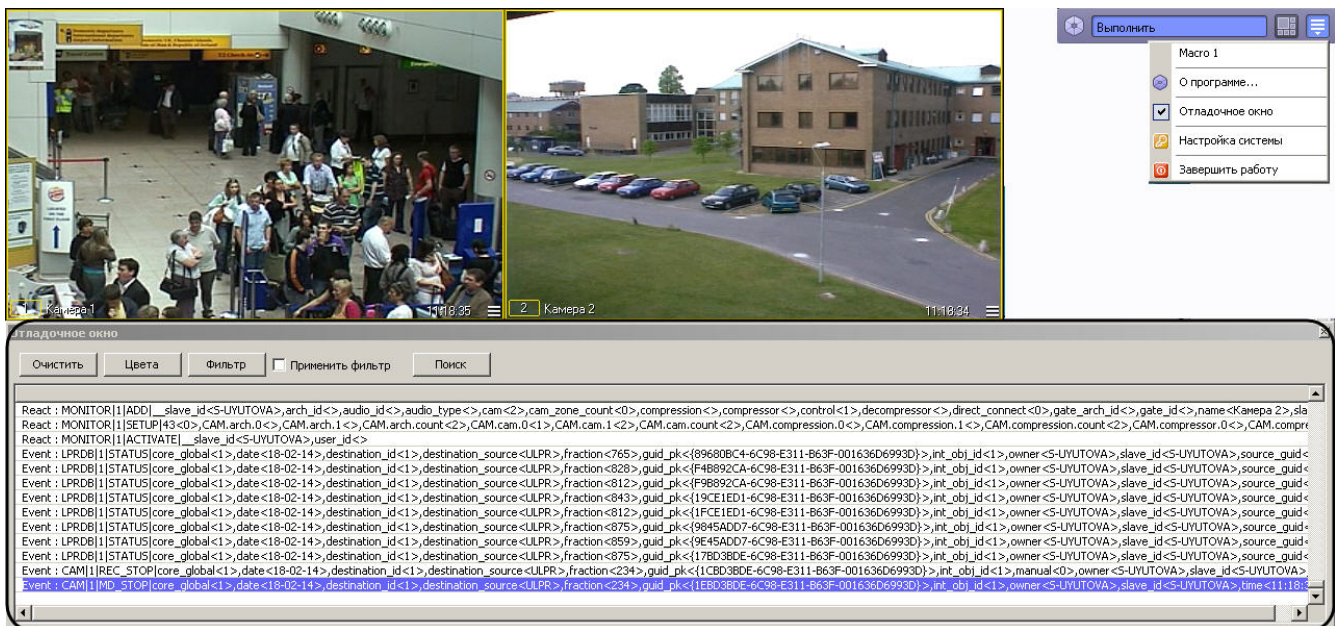 Domestic departures
International departures
Airport information
T2 Check-in
LOCATED
ON THE
FIRST FLOOR
1 Камера 1 11:18:35
2 Камера 2 11:18:34
Выполнить
Macro 1
О программе...
Отладочное окно
Настройка системы
Завершить работу
Отладочное окно
Очистить Цвета Фильтр Применить фильтр Поиск
React : MONITOR|1|ADD|__slave_id<S-UYUTOVA>,arch_id<>,audio_id<>,audio_type<>,cam<2>,cam_zone_count<0>,compression<>,compressor<>,control<1>,decompressor<>,direct_connect<0>,gate_arch_id<>,gate_id<>,name<Камера 2>,sla
React : MONITOR|1|SETUP|43<0>,CAM.arch.0<>,CAM.arch.1<>,CAM.arch.count<2>,CAM.cam.0<1>,CAM.cam.1<2>,CAM.cam.count<2>,CAM.compression.0<>,CAM.compression.1<>,CAM.compression.count<2>,CAM.compressor.0<>,CAM.compre
React : MONITOR|1|ACTIVATE|__slave_id<S-UYUTOVA>,user_id<>
Event : LPRDB|1|STATUS|core_global<1>,date<18-02-14>,destination_id<1>,destination_source<ULPR>,fraction<765>,guid_pk<{89680BC4-6C98-E311-B63F-001636D6993D}>,int_obj_id<1>,owner<S-UYUTOVA>,slave_id<S-UYUTOVA>,source_guid<
Event : LPRDB|1|STATUS|core_global<1>,date<18-02-14>,destination_id<1>,destination_source<ULPR>,fraction<828>,guid_pk<{F4B892CA-6C98-E311-B63F-001636D6993D}>,int_obj_id<1>,owner<S-UYUTOVA>,slave_id<S-UYUTOVA>,source_guid<
Event : LPRDB|1|STATUS|core_global<1>,date<18-02-14>,destination_id<1>,destination_source<ULPR>,fraction<812>,guid_pk<{F9B892CA-6C98-E311-B63F-001636D6993D}>,int_obj_id<1>,owner<S-UYUTOVA>,slave_id<S-UYUTOVA>,source_guid<
Event : LPRDB|1|STATUS|core_global<1>,date<18-02-14>,destination_id<1>,destination_source<ULPR>,fraction<843>,guid_pk<{19CE1ED1-6C98-E311-B63F-001636D6993D}>,int_obj_id<1>,owner<S-UYUTOVA>,slave_id<S-UYUTOVA>,source_guid<
Event : LPRDB|1|STATUS|core_global<1>,date<18-02-14>,destination_id<1>,destination_source<ULPR>,fraction<812>,guid_pk<{1FCE1ED1-6C98-E311-B63F-001636D6993D}>,int_obj_id<1>,owner<S-UYUTOVA>,slave_id<S-UYUTOVA>,source_guid<
Event : LPRDB|1|STATUS|core_global<1>,date<18-02-14>,destination_id<1>,destination_source<ULPR>,fraction<875>,guid_pk<{9845ADD7-6C98-E311-B63F-001636D6993D}>,int_obj_id<1>,owner<S-UYUTOVA>,slave_id<S-UYUTOVA>,source_guid<
Event : LPRDB|1|STATUS|core_global<1>,date<18-02-14>,destination_id<1>,destination_source<ULPR>,fraction<859>,guid_pk<{9E45ADD7-6C98-E311-B63F-001636D6993D}>,int_obj_id<1>,owner<S-UYUTOVA>,slave_id<S-UYUTOVA>,source_guid<
Event : LPRDB|1|STATUS|core_global<1>,date<18-02-14>,destination_id<1>,destination_source<ULPR>,fraction<875>,guid_pk<{17BD3BDE-6C98-E311-B63F-001636D6993D}>,int_obj_id<1>,owner<S-UYUTOVA>,slave_id<S-UYUTOVA>,source_guid<
Event : CAM|1|REC_STOP|core_global<1>,date<18-02-14>,destination_id<1>,destination_source<ULPR>,fraction<234>,guid_pk<{1CBD3BDE-6C98-E311-B63F-001636D6993D}>,int_obj_id<1>,manual<0>,owner<S-UYUTOVA>,slave_id<S-UYUTOVA>
Event : CAM|1|MD_STOP|core_global<1>,date<18-02-14>,destination_id<1>,destination_source<ULPR>,fraction<234>,guid_pk<{1EBD3BDE-6C98-E311-B63F-001636D6993D}>,int_obj_id<1>,owner<S-UYUTOVA>,slave_id<S-UYUTOVA>,time<11:18:3